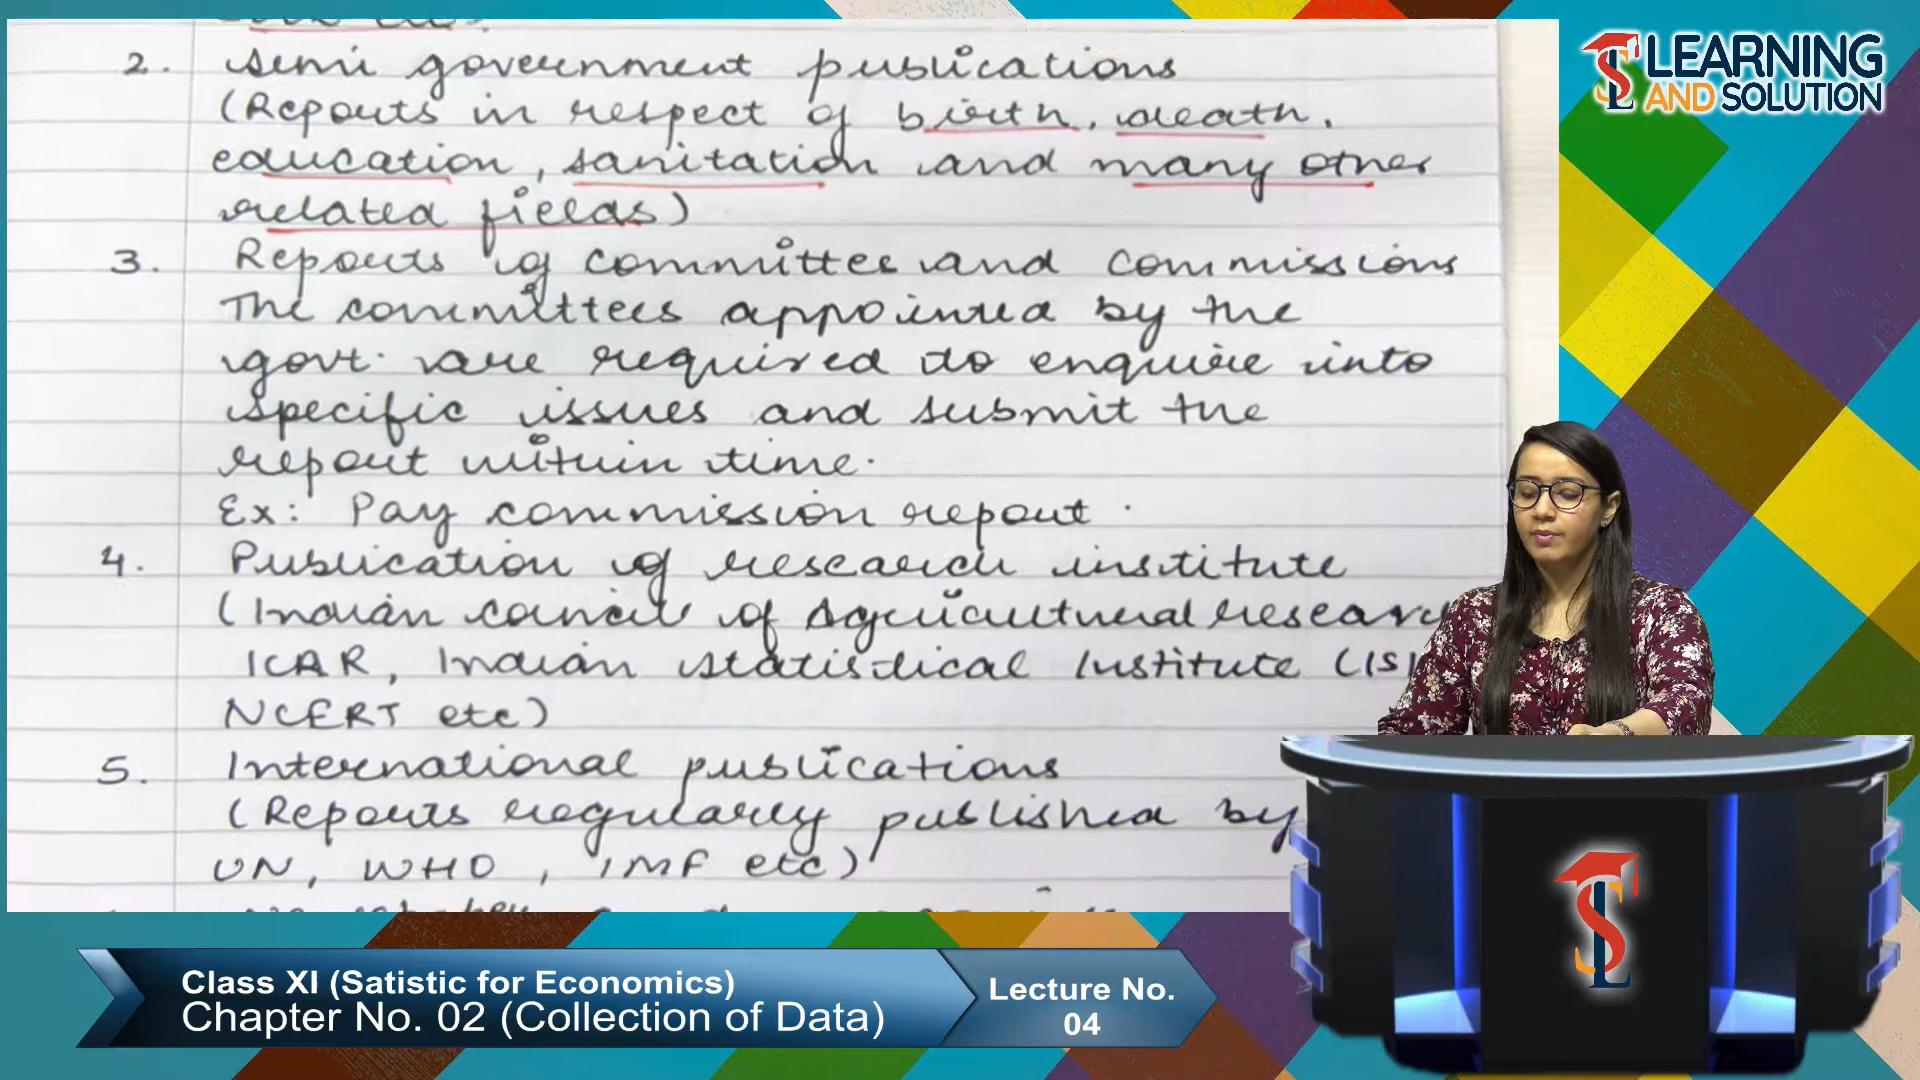 2. Semi government publications
(Reports in respect of birth, death,
education, sanitation and many other
related fields)
3. Reports of committee and commissions
The committees appointed by the
govt. are required to enquire into
specific issues and submit the
report within time.
Ex: Pay commission report.
4. Publication of research institute
(Indian council of Agricultural research
ICAR, Indian statistical Institute (ISI
NCERT etc)
5. International publications
(Reports regularly published by
UN, WHO, IMF etc)
LEARNING
AND SOLUTION
Class XI (Satistic for Economics)
Chapter No. 02 (Collection of Data)
Lecture No.
04